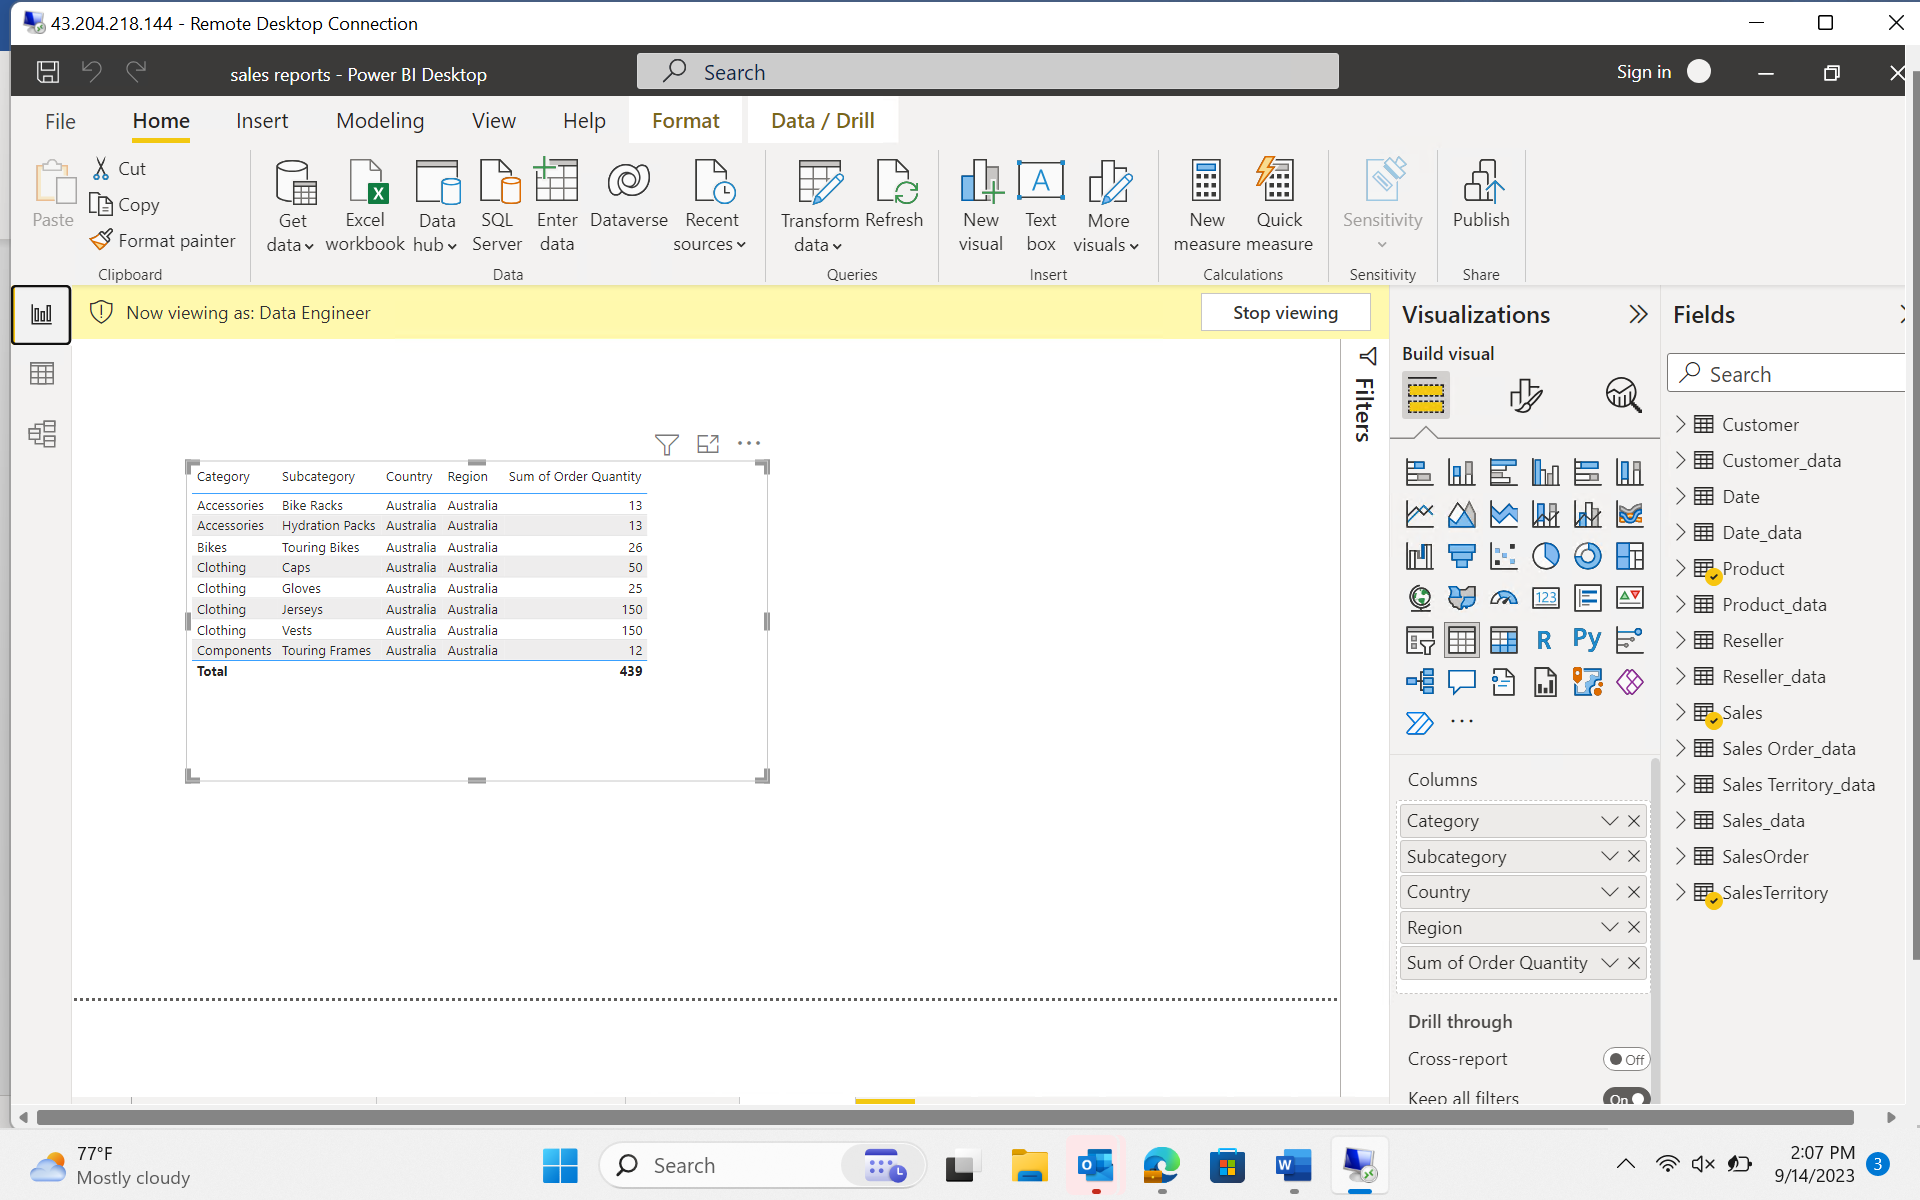 43.204.218.144 - Remote Desktop Connection
sales reports - Power BI Desktop
Search
Sign in
File Home Insert Modeling View Help Format Data / Drill
Paste
Cut
Copy
Format painter
Clipboard
Get data
Excel workbook
Data hub
SQL Server
Enter data
Dataverse
Recent sources
Data
Transform data
Refresh
Queries
New visual
A
Text box
More visuals
Insert
New measure
Quick measure
Calculations
Sensitivity
Sensitivity
Publish
Share
Now viewing as: Data Engineer
Stop viewing
Category Subcategory Country Region Sum of Order Quantity
Accessories Bike Racks Australia Australia 13
Accessories Hydration Packs Australia Australia 13
Bikes Touring Bikes Australia Australia 26
Clothing Caps Australia Australia 50
Clothing Gloves Australia Australia 25
Clothing Jerseys Australia Australia 150
Clothing Vests Australia Australia 150
Components Touring Frames Australia Australia 12
Total 439
Filters
Visualizations
Build visual
123
R
Py
Columns
Category
Subcategory
Country
Region
Sum of Order Quantity
Drill through
Cross-report
Off
Keep all filters
On
Fields
Search
Customer
Customer_data
Date
Date_data
Product
Product_data
Reseller
Reseller_data
Sales
Sales Order_data
Sales Territory_data
Sales_data
SalesOrder
SalesTerritory
77°F
Mostly cloudy
Search
2:07 PM
9/14/2023
3